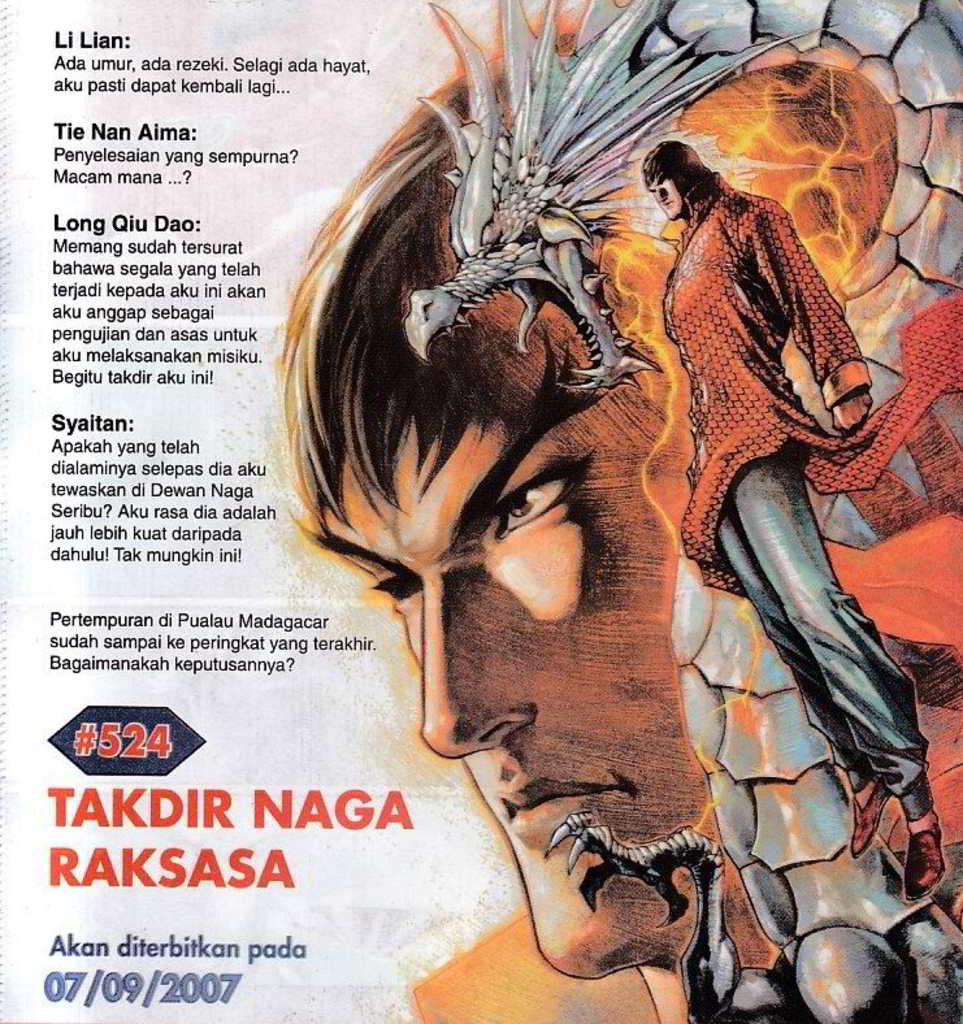 Li Lian:
Ada umur, ada rezeki. Selagi ada hayat,
aku pasti dapat kembali lagi...
Tie Nan Aima:
Penyelesaian yang sempurna?
Macam mana ...?
Long Qiu Dao:
Memang sudah tersurat
bahawa segala yang telah
terjadi kepada aku ini akan
aku anggap sebagai
pengujian dan asas untuk
aku melaksanakan misiku.
Begitu takdir aku ini!
Syaitan:
Apakah yang telah
dialaminya selepas dia aku
tewaskan di Dewan Naga
Seribu? Aku rasa dia adalah
jauh lebih kuat daripada
dahulu! Tak mungkin ini!
Pertempuran di Pualau Madagacar
sudah sampai ke peringkat yang terakhir.
Bagaimanakah keputusannya?
#524
TAKDIR NAGA
RAKSASA
Akan diterbitkan pada
07/09/2007